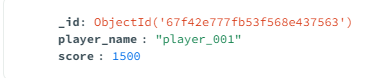 _id: ObjectId('67f42e777fb53f568e437563')
player_name : "player_001"
score : 1500